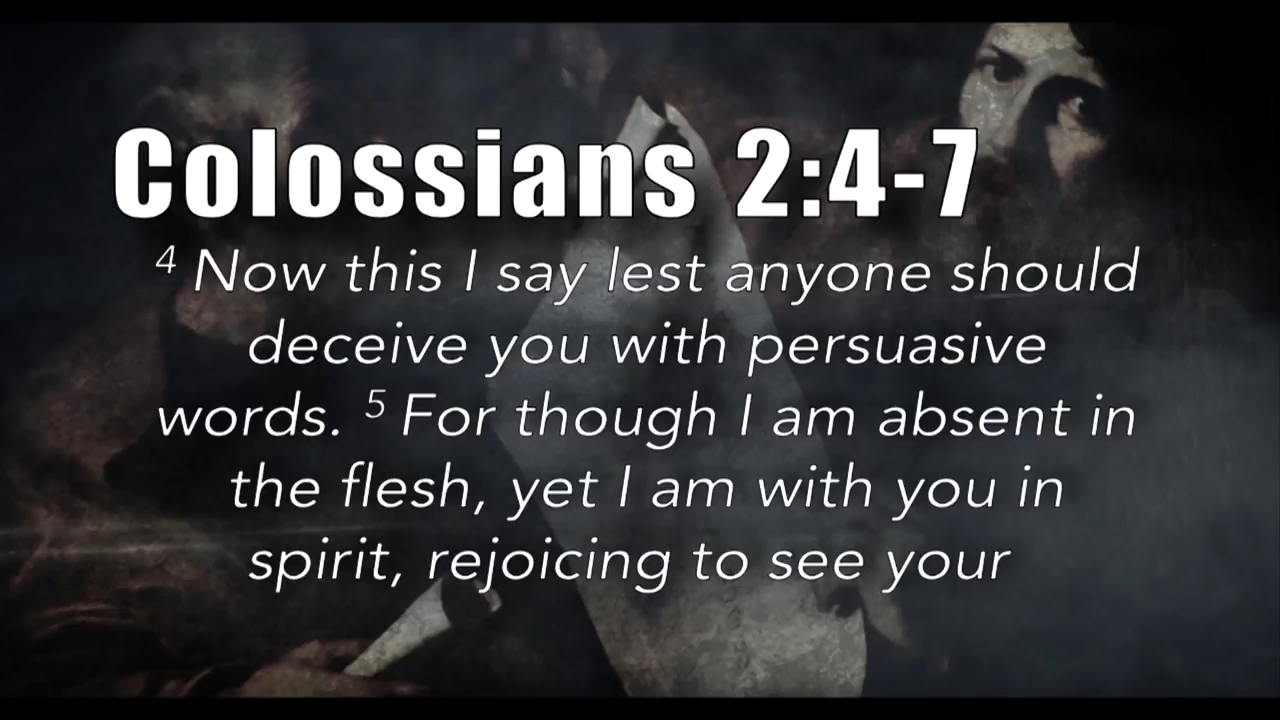 Colossians 2:4-7
4 Now this I say lest anyone should
deceive you with persuasive
words. 5 For though I am absent in
the flesh, yet I am with you in
spirit, rejoicing to see your